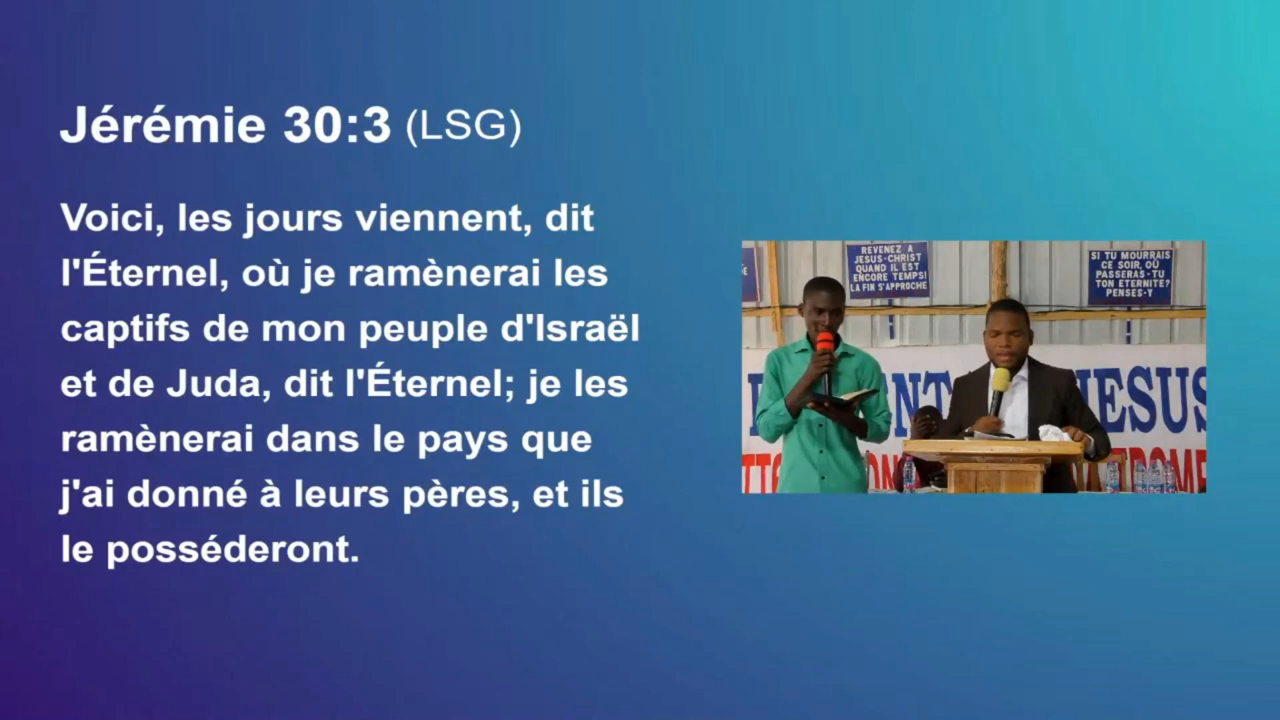 Jérémie 30:3 (LSG)
Voici, les jours viennent, dit
l'Éternel, où je ramènerai les
captifs de mon peuple d'Israël
et de Juda, dit l'Éternel; je les
ramènerai dans le pays que
j'ai donné à leurs pères, et ils
le posséderont.
REVENEZ A
JESUS-CHRIST
QUAND IL EST
ENCORE TEMPS!
LA FIN S'APPROCHE
SI TU MOURRAIS
CE SOIR, OÙ
PASSERAS-TU
TON ETERNITE?
PENSES-Y
JESUS